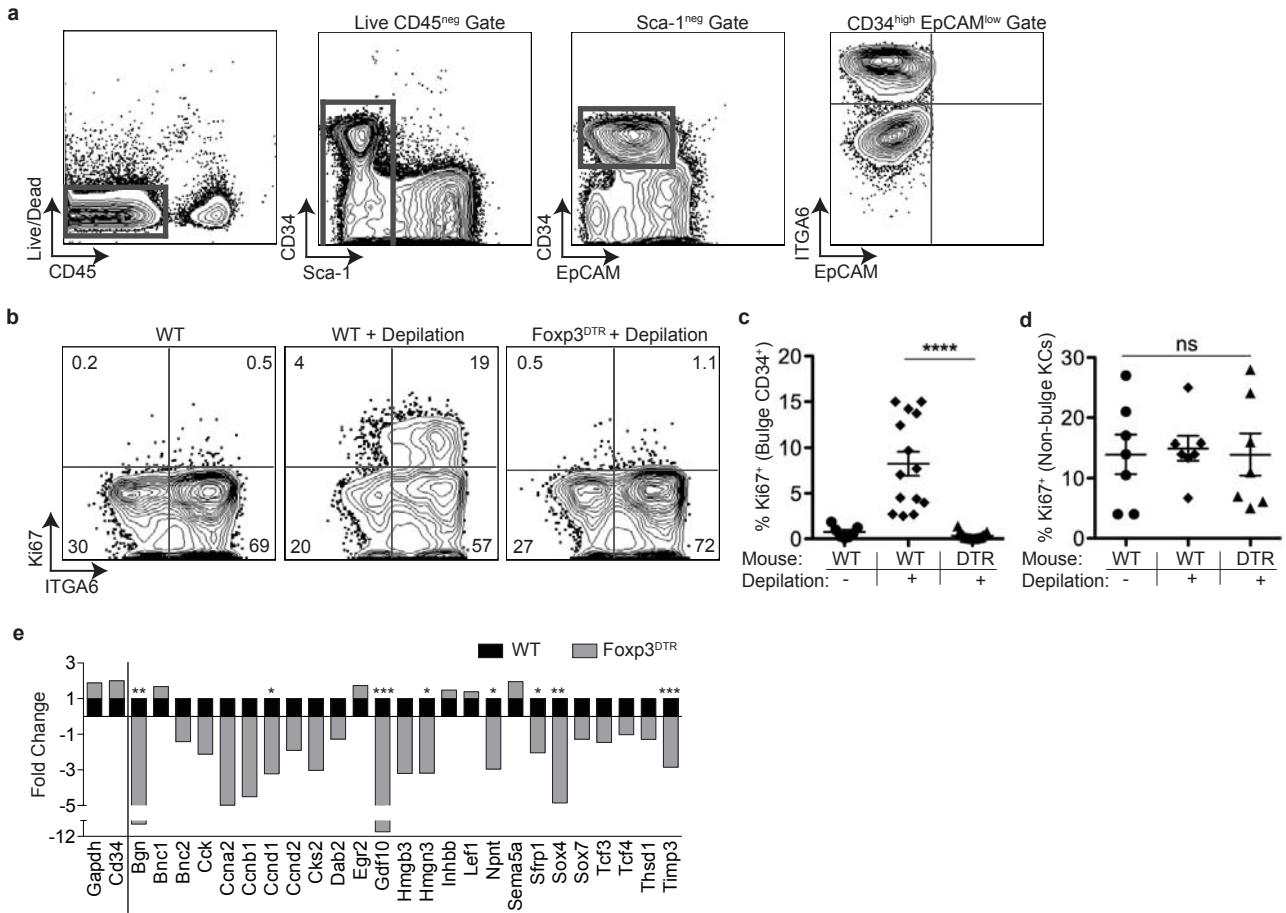 a
Live CD45neg Gate
Sca-1neg Gate
CD34high EpCAMlow Gate
Live/Dead
CD45
CD34
Sca-1
CD34
EpCAM
ITGA6
EpCAM
b
WT
WT + Depilation
Foxp3DTR + Depilation
0.2 0.5
30 69
4 19
20 57
0.5 1.1
27 72
Ki67
ITGA6
c
% Ki67+ (Bulge CD34+)
20
15
10
5
0
****
Mouse: WT WT DTR
Depilation: - + +
d
% Ki67+ (Non-bulge KCs)
30
20
10
0
ns
Mouse: WT WT DTR
Depilation: - + +
e
WT
Foxp3DTR
Fold Change
3
1
-1
-3
-5
-12
** * *** * * * ** ***
Gapdh
Cd34
Bgn
Bnc1
Bnc2
Cck
Ccna2
Ccnb1
Ccnd1
Ccnd2
Cks2
Dab2
Egr2
Gdf10
Hmgb3
Hmgn3
Inhbb
Lef1
Npnt
Sema5a
Sfrp1
Sox4
Sox7
Tcf3
Tcf4
Thsd1
Timp3